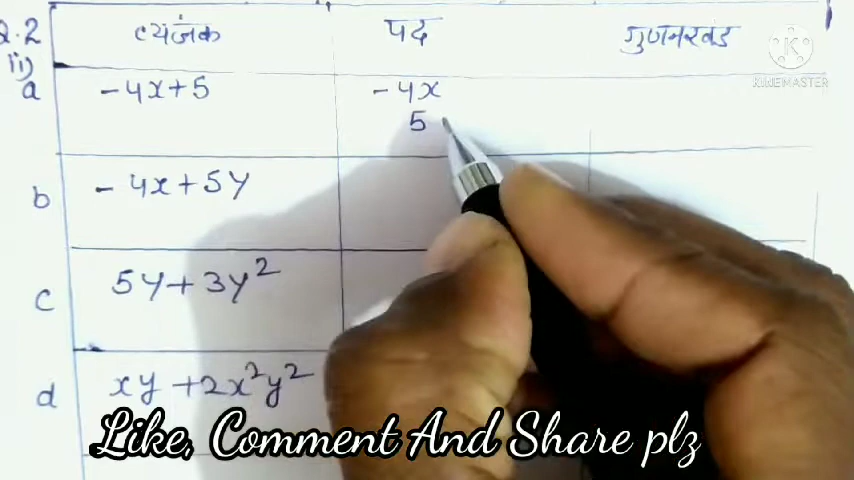 Q.2 व्यंजक पद गुणनखंड
ii)
a -4x+5 -4x
5
b -4x+5y
c 5y+3y²
d xy+2x²y²
KINEMASTER
Like, Comment And Share plz